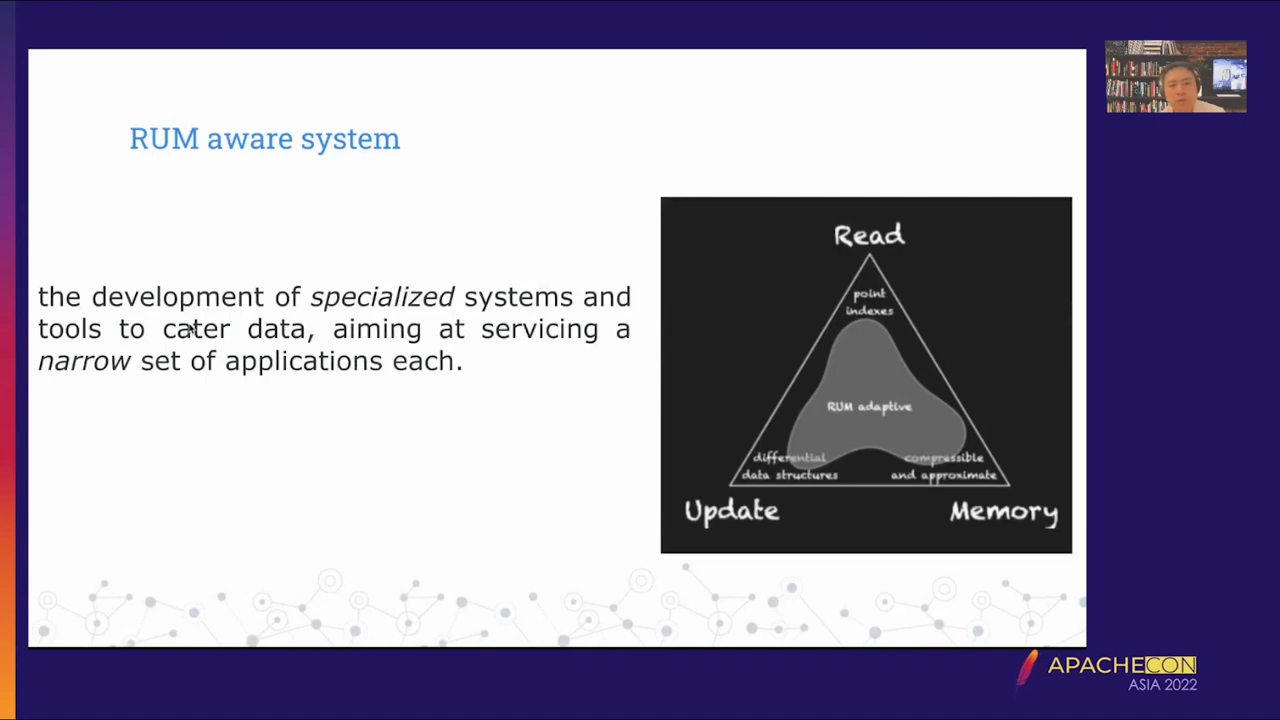 RUM aware system
the development of specialized systems and
tools to cater data, aiming at servicing a
narrow set of applications each.
Read
point
indexes
RUM adaptive
differential
data structures
compressible
and approximate
Update
Memory
APACHECON
ASIA 2022